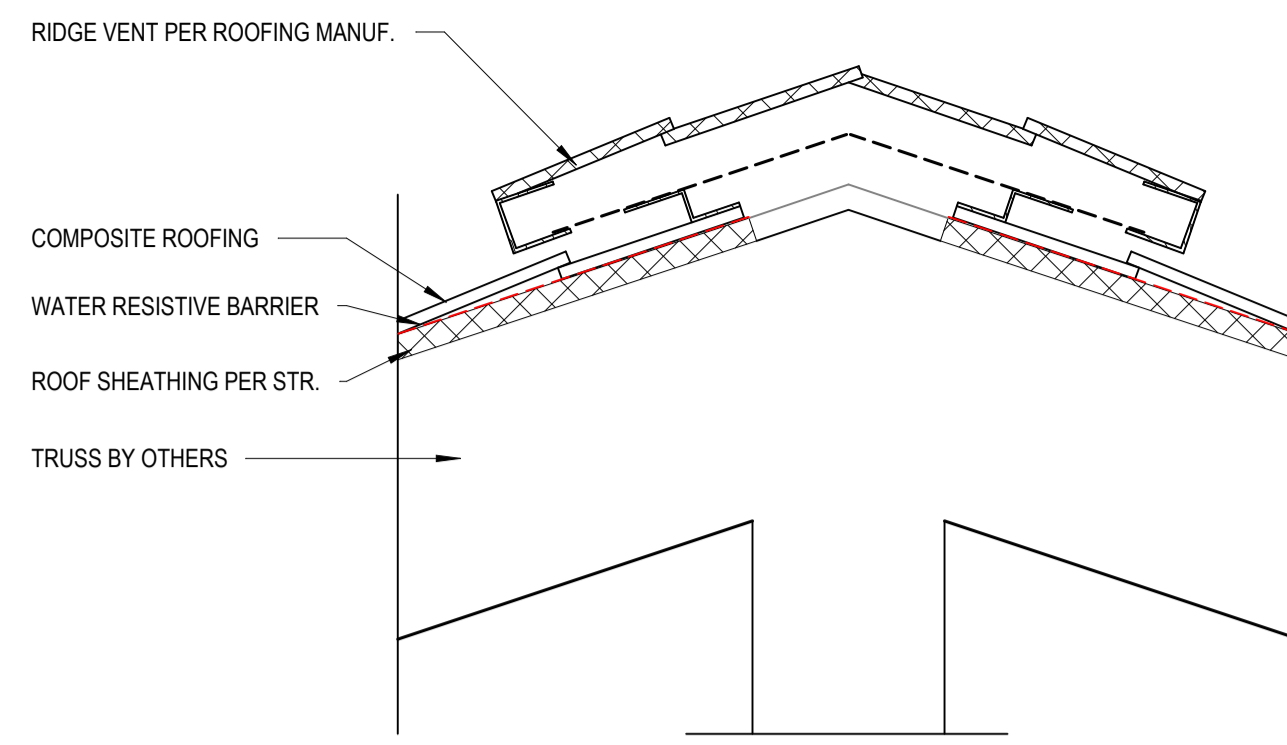 RIDGE VENT PER ROOFING MANUF.
COMPOSITE ROOFING
WATER RESISTIVE BARRIER
ROOF SHEATHING PER STR.
TRUSS BY OTHERS